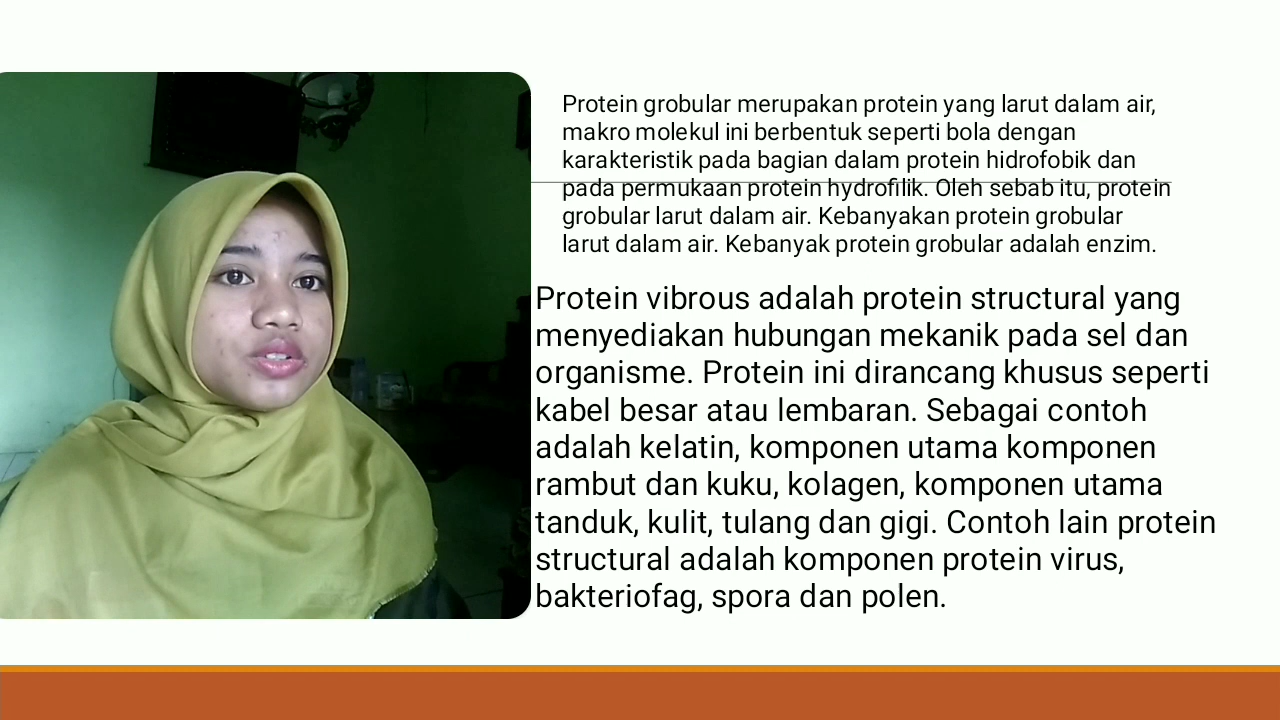 Protein grobular merupakan protein yang larut dalam air,
makro molekul ini berbentuk seperti bola dengan
karakteristik pada bagian dalam protein hidrofobik dan
pada permukaan protein hydrofilik. Oleh sebab itu, protein
grobular larut dalam air. Kebanyakan protein grobular
larut dalam air. Kebanyak protein grobular adalah enzim.
Protein vibrous adalah protein structural yang
menyediakan hubungan mekanik pada sel dan
organisme. Protein ini dirancang khusus seperti
kabel besar atau lembaran. Sebagai contoh
adalah kelatin, komponen utama komponen
rambut dan kuku, kolagen, komponen utama
tanduk, kulit, tulang dan gigi. Contoh lain protein
structural adalah komponen protein virus,
bakteriofag, spora dan polen.